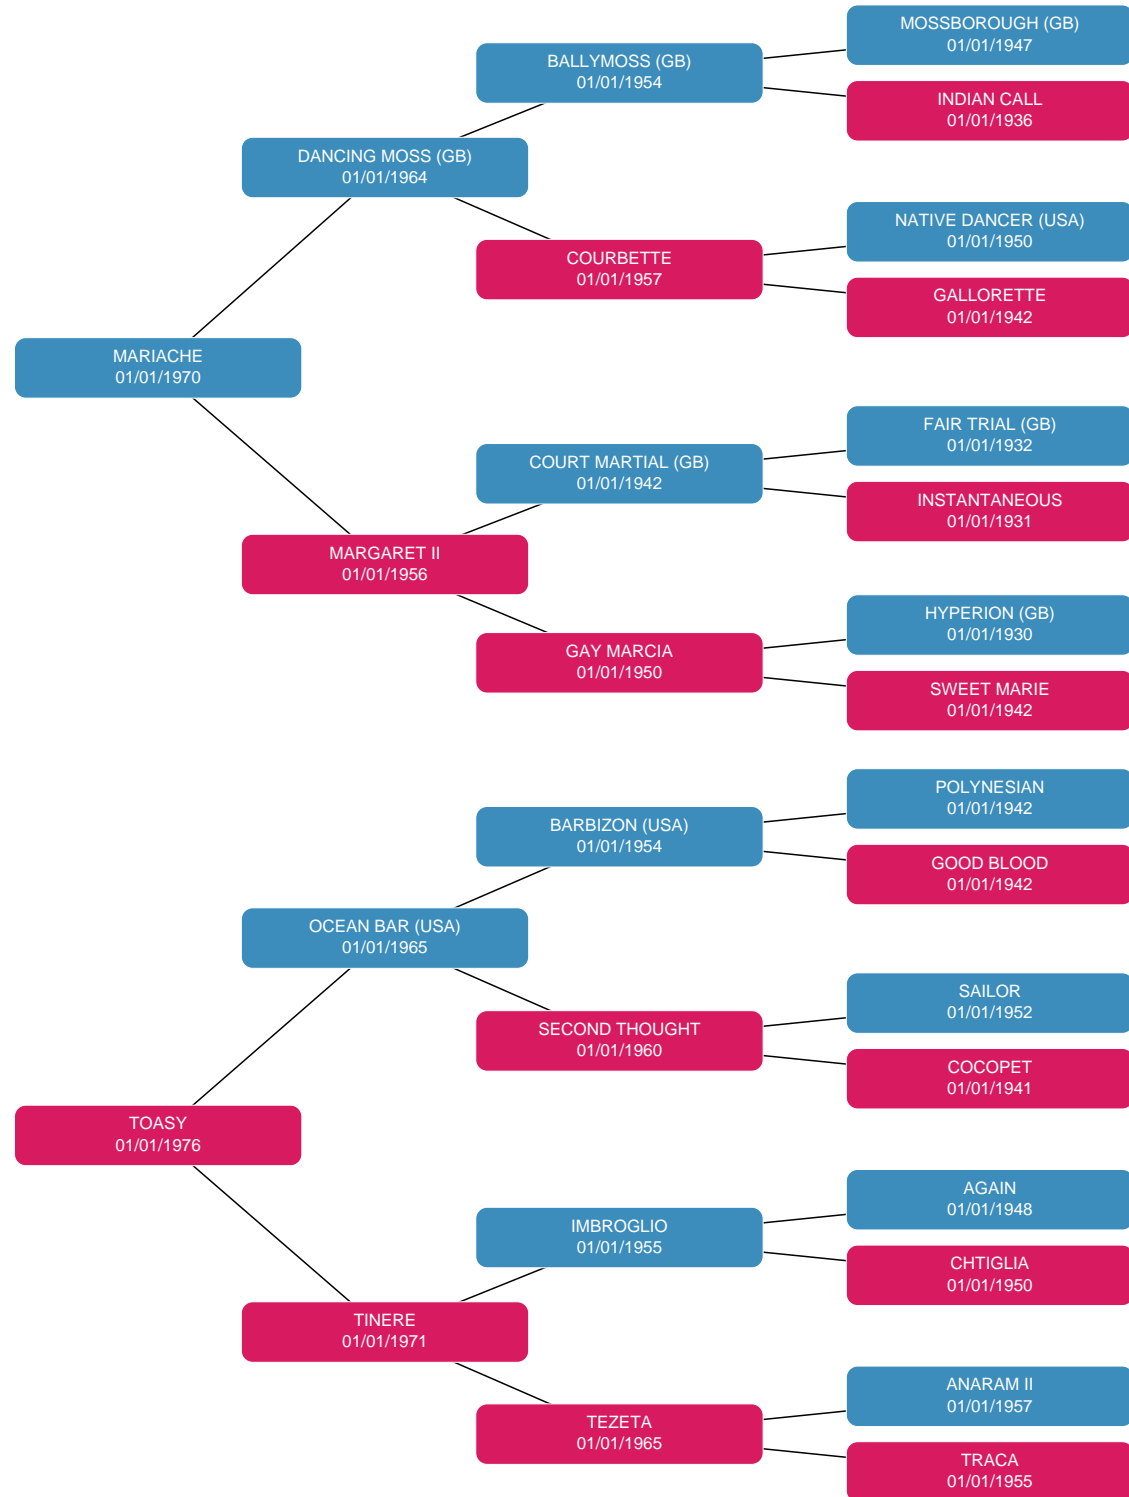 MOSSBOROUGH (GB)
01/01/1947
BALLYMOSS (GB)
01/01/1954
INDIAN CALL
01/01/1936
DANCING MOSS (GB)
01/01/1964
NATIVE DANCER (USA)
01/01/1950
COURBETTE
01/01/1957
GALLORETTE
01/01/1942
MARIACHE
01/01/1970
FAIR TRIAL (GB)
01/01/1932
COURT MARTIAL (GB)
01/01/1942
INSTANTANEOUS
01/01/1931
MARGARET II
01/01/1956
HYPERION (GB)
01/01/1930
GAY MARCIA
01/01/1950
SWEET MARIE
01/01/1942
POLYNESIAN
01/01/1942
BARBIZON (USA)
01/01/1954
GOOD BLOOD
01/01/1942
OCEAN BAR (USA)
01/01/1965
SAILOR
01/01/1952
SECOND THOUGHT
01/01/1960
COCOPET
01/01/1941
TOASY
01/01/1976
AGAIN
01/01/1948
IMBROGLIO
01/01/1955
CHTIGLIA
01/01/1950
TINERE
01/01/1971
ANARAM II
01/01/1957
TEZETA
01/01/1965
TRACA
01/01/1955